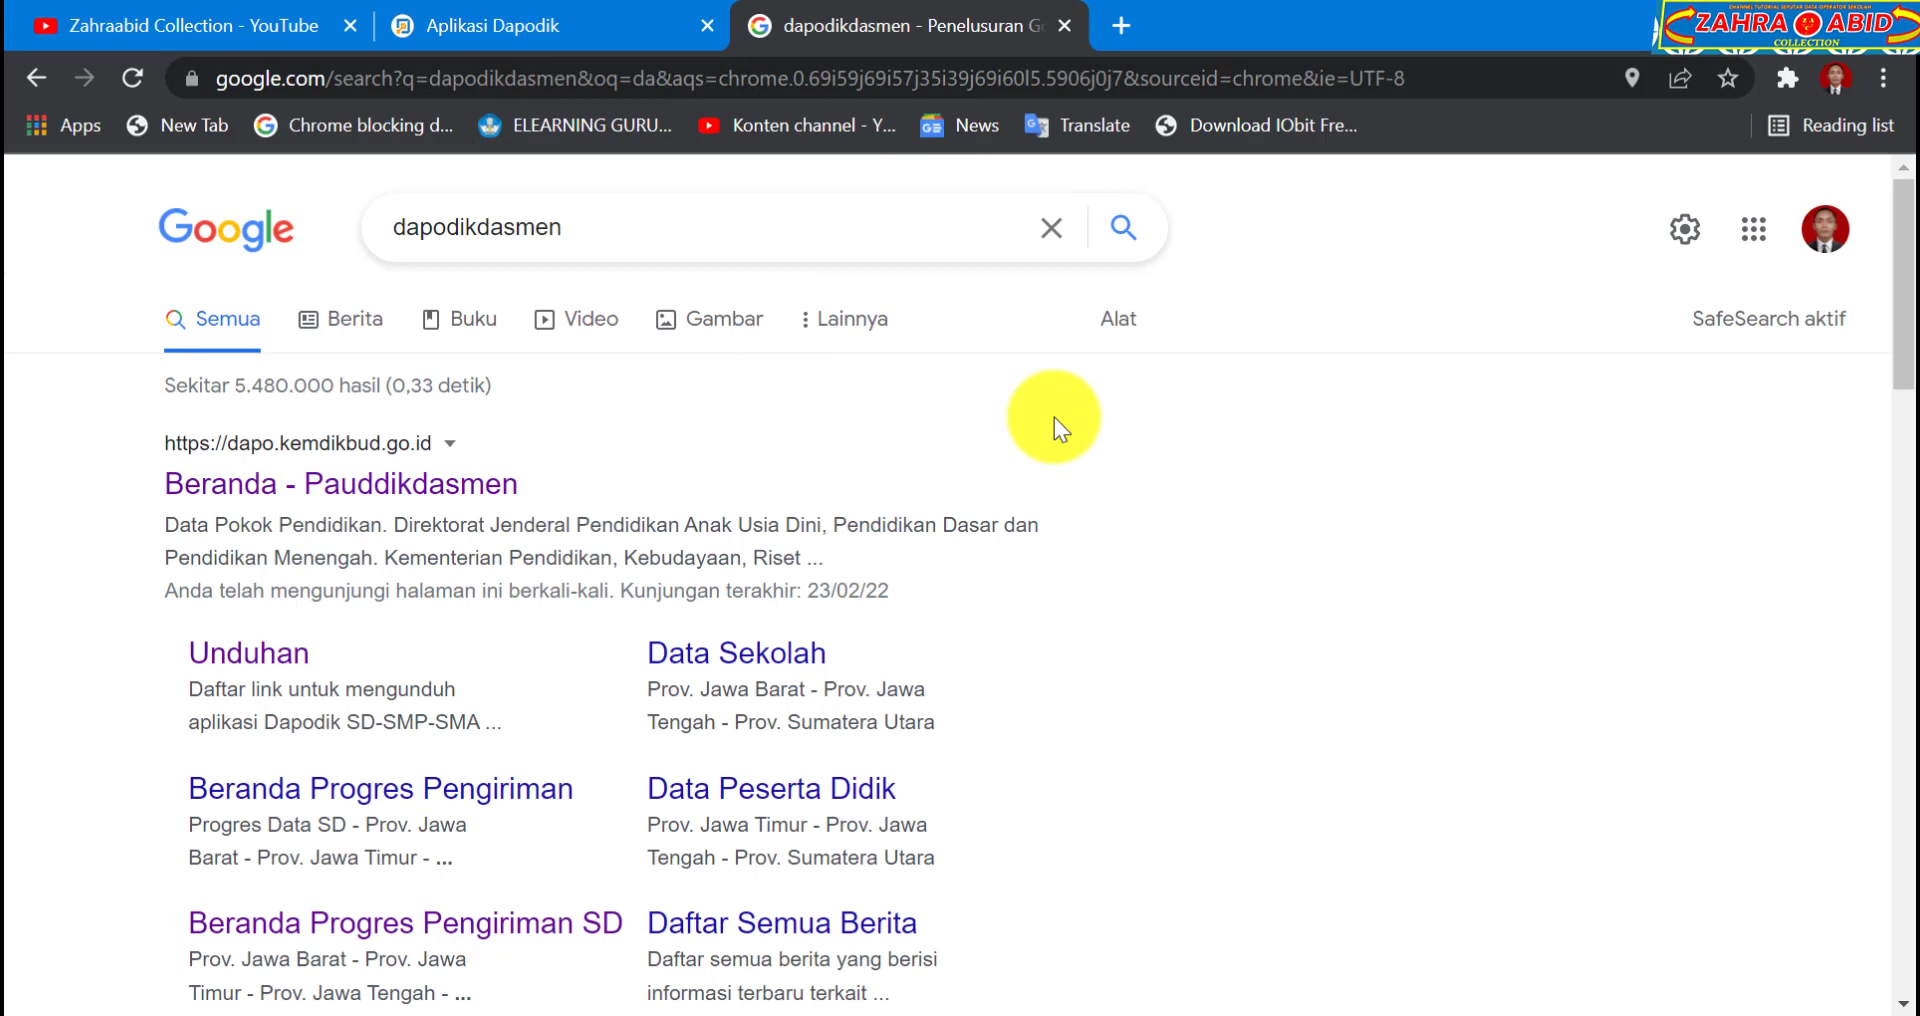 Zahraabid Collection - YouTube
Aplikasi Dapodik
dapodikdasmen - Penelusuran G
CHANNEL TUTORIAL SEPUTAR DATA OPERATOR SEKOLAH
ZAHRA ABID
COLLECTION
google.com/search?q=dapodikdasmen&oq=da&aqs=chrome.0.69i59j69i57j35i39j69i60l5.5906j0j7&sourceid=chrome&ie=UTF-8
Apps
New Tab
Chrome blocking d...
ELEARNING GURU...
Konten channel - Y...
News
Translate
Download IObit Fre...
Reading list
Google
dapodikdasmen
Semua
Berita
Buku
Video
Gambar
Lainnya
Alat
SafeSearch aktif
Sekitar 5.480.000 hasil (0,33 detik)
https://dapo.kemdikbud.go.id
Beranda - Pauddikdasmen
Data Pokok Pendidikan. Direktorat Jenderal Pendidikan Anak Usia Dini, Pendidikan Dasar dan
Pendidikan Menengah. Kementerian Pendidikan, Kebudayaan, Riset ...
Anda telah mengunjungi halaman ini berkali-kali. Kunjungan terakhir: 23/02/22
Unduhan
Daftar link untuk mengunduh
aplikasi Dapodik SD-SMP-SMA ...
Data Sekolah
Prov. Jawa Barat - Prov. Jawa
Tengah - Prov. Sumatera Utara
Beranda Progres Pengiriman
Progres Data SD - Prov. Jawa
Barat - Prov. Jawa Timur - ...
Data Peserta Didik
Prov. Jawa Timur - Prov. Jawa
Tengah - Prov. Sumatera Utara
Beranda Progres Pengiriman SD
Prov. Jawa Barat - Prov. Jawa
Timur - Prov. Jawa Tengah - ...
Daftar Semua Berita
Daftar semua berita yang berisi
informasi terbaru terkait ...